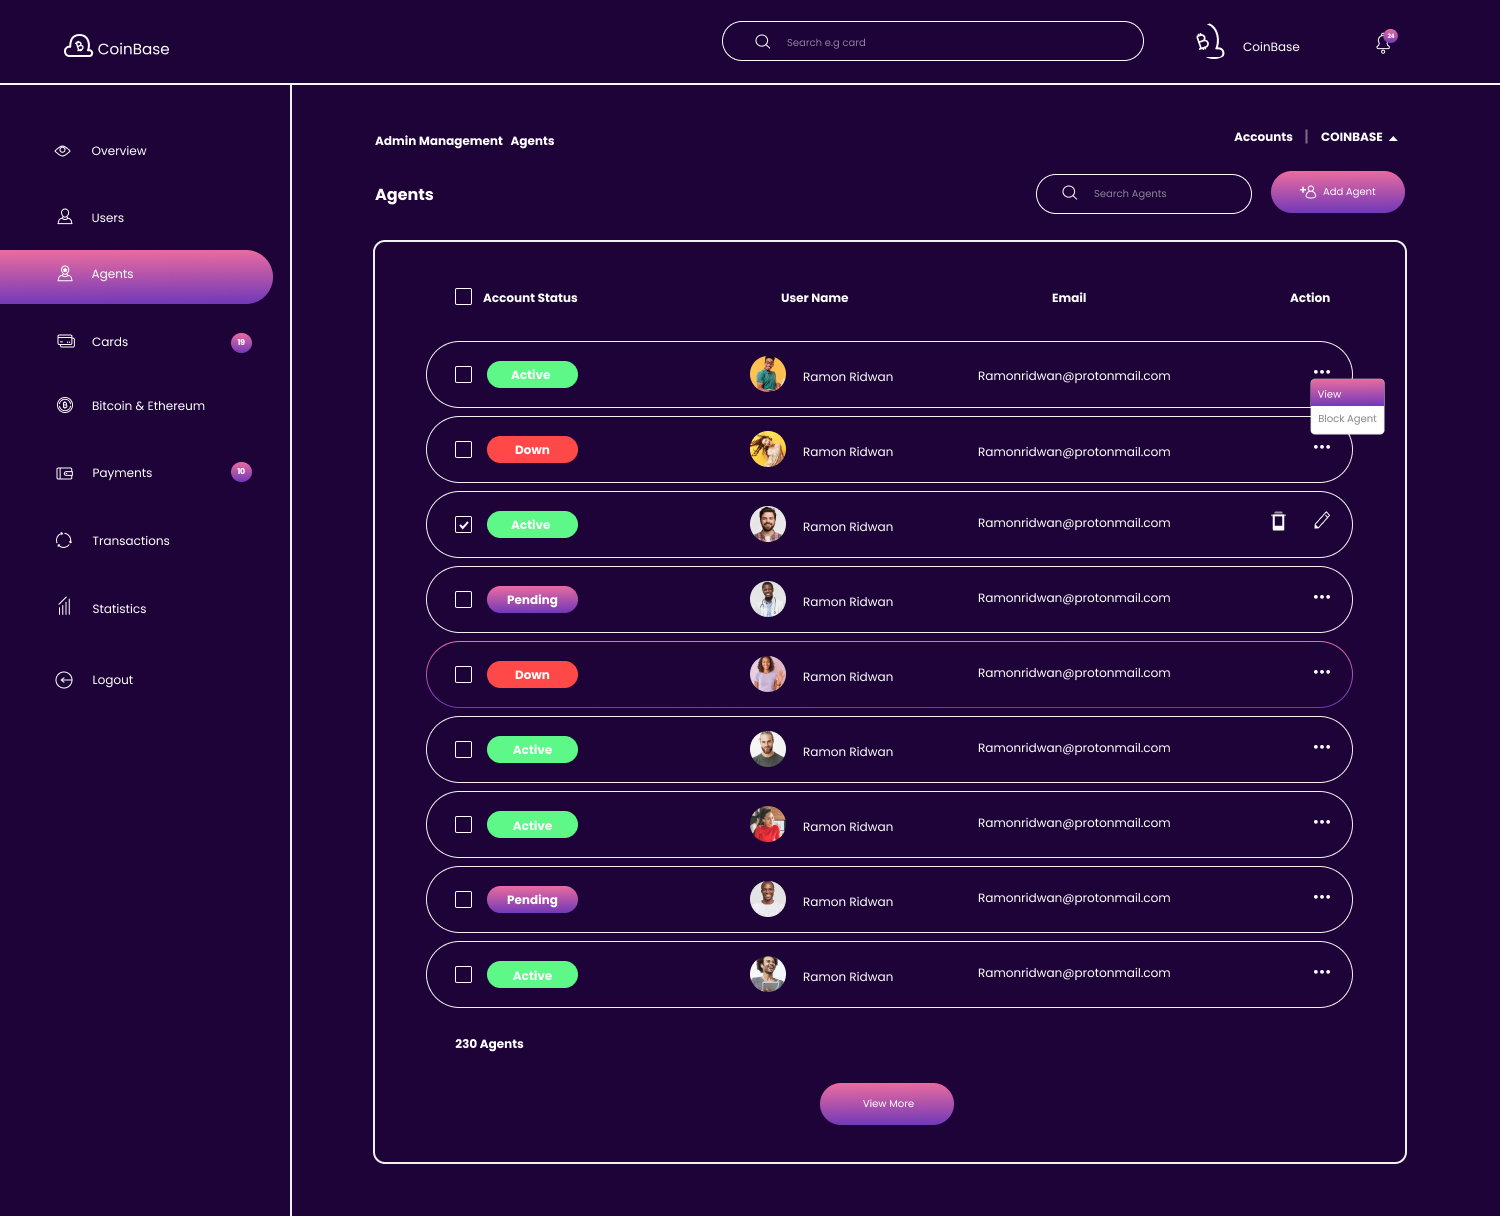 CoinBase
Search e.g card
CoinBase
24
Overview
Users
Agents
Cards
19
Bitcoin & Ethereum
Payments
10
Transactions
Statistics
Logout
Admin Management Agents
Accounts | COINBASE
Agents
Search Agents
Add Agent
Account Status User Name Email Action
Active Ramon Ridwan Ramonridwan@protonmail.com
View
Block Agent
Down Ramon Ridwan Ramonridwan@protonmail.com
Active Ramon Ridwan Ramonridwan@protonmail.com
Pending Ramon Ridwan Ramonridwan@protonmail.com
Down Ramon Ridwan Ramonridwan@protonmail.com
Active Ramon Ridwan Ramonridwan@protonmail.com
Active Ramon Ridwan Ramonridwan@protonmail.com
Pending Ramon Ridwan Ramonridwan@protonmail.com
Active Ramon Ridwan Ramonridwan@protonmail.com
230 Agents
View More